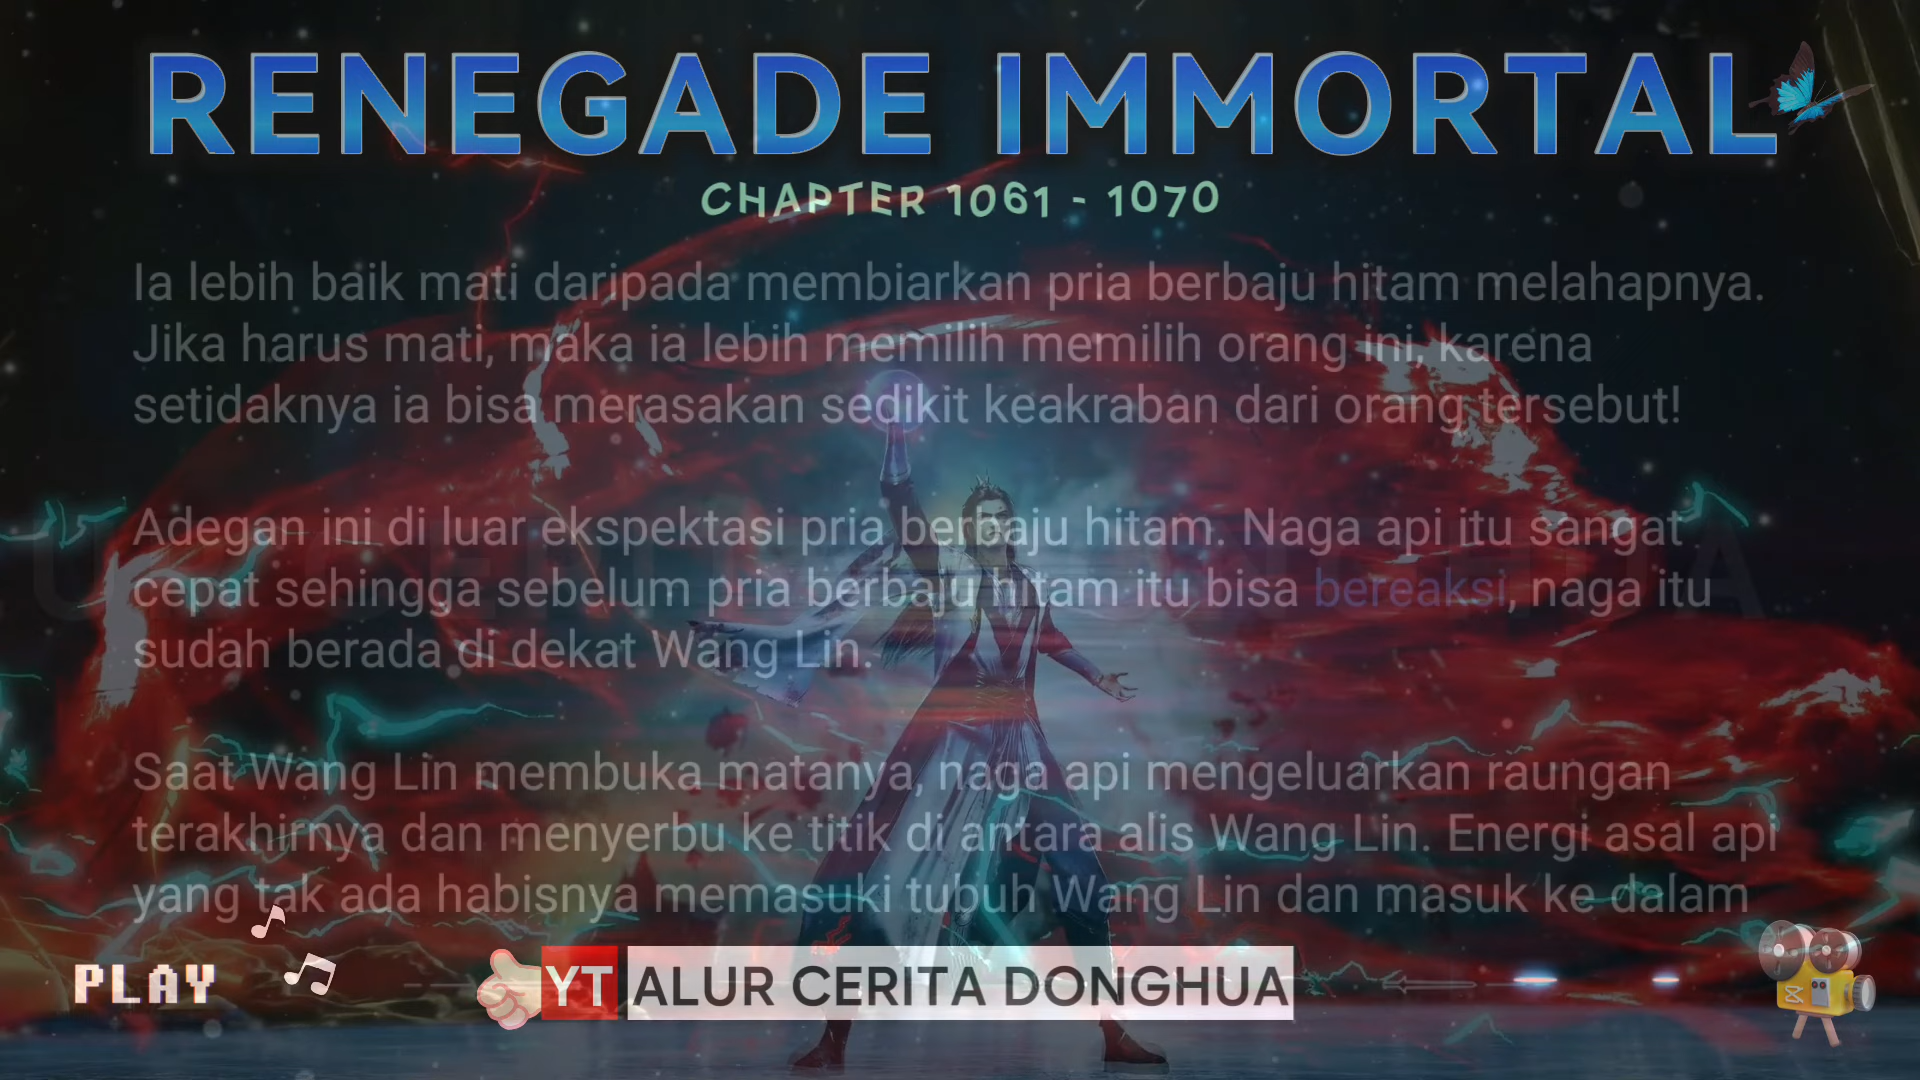 RENEGADE IMMORTAL
CHAPTER 1061 - 1070
Ia lebih baik mati daripada membiarkan pria berbaju hitam melahapnya.
Jika harus mati, maka ia lebih memilih memilih orang ini, karena
setidaknya ia bisa merasakan sedikit keakraban dari orang tersebut!
Adegan ini di luar ekspektasi pria berbaju hitam. Naga api itu sangat
cepat sehingga sebelum pria berbaju hitam itu bisa bereaksi, naga itu
sudah berada di dekat Wang Lin.
Saat Wang Lin membuka matanya, naga api mengeluarkan raungan
terakhirnya dan menyerbu ke titik di antara alis Wang Lin. Energi asal api
yang tak ada habisnya memasuki tubuh Wang Lin dan masuk ke dalam
PLAY
YT ALUR CERITA DONGHUA